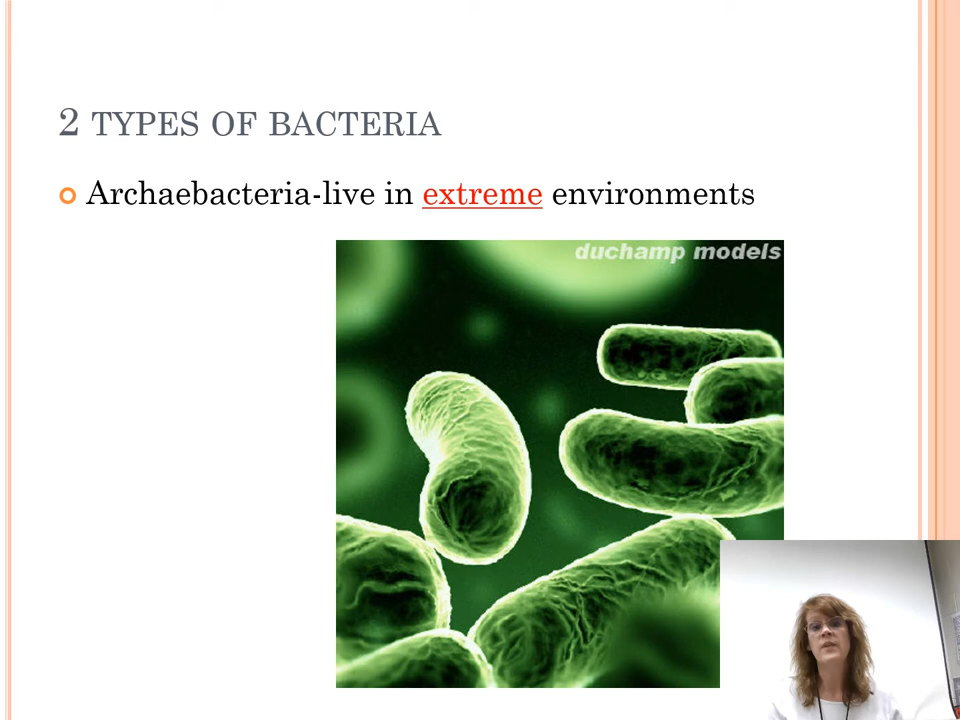 2 TYPES OF BACTERIA
Archaebacteria-live in extreme environments
duchamp models